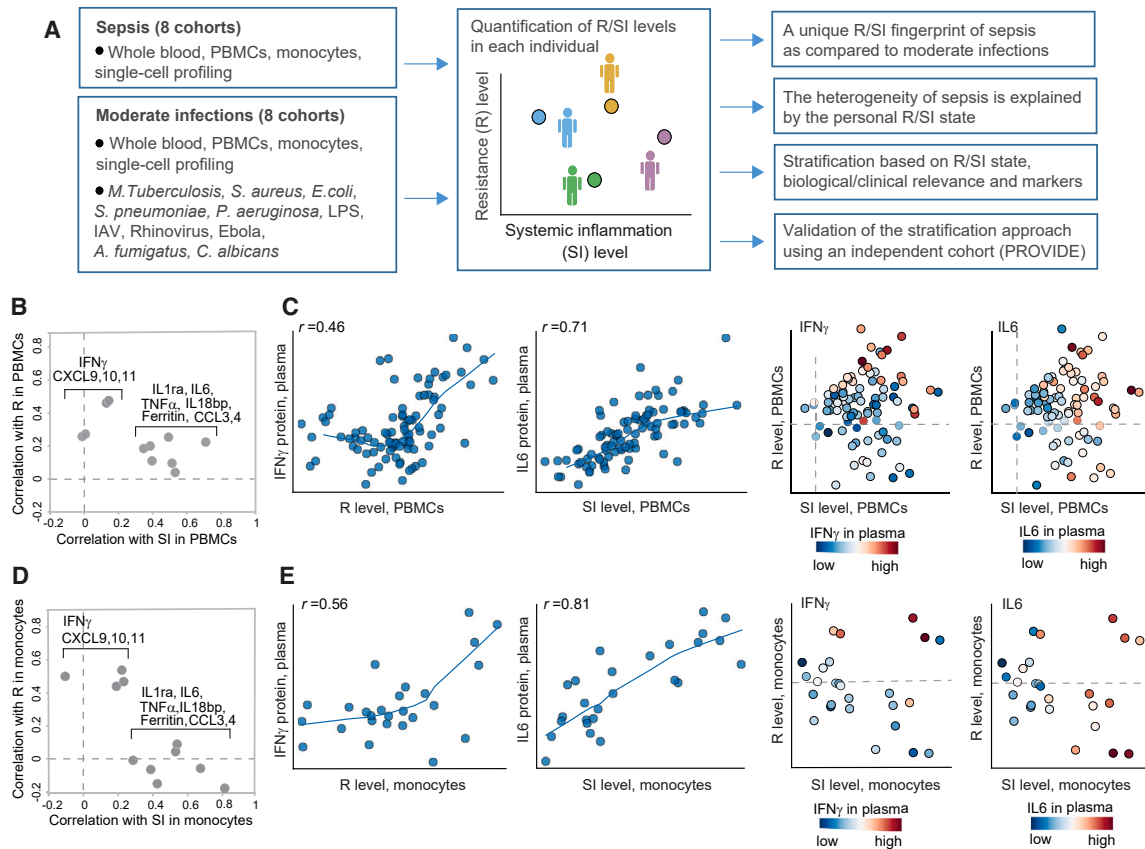 A
Sepsis (8 cohorts)
● Whole blood, PBMCs, monocytes,
single-cell profiling
Moderate infections (8 cohorts)
● Whole blood, PBMCs, monocytes,
single-cell profiling
● M.Tuberculosis, S. aureus, E.coli,
S. pneumoniae, P. aeruginosa, LPS,
IAV, Rhinovirus, Ebola,
A. fumigatus, C. albicans
Quantification of R/SI levels
in each individual
Resistance (R) level
Systemic inflammation
(SI) level
A unique R/SI fingerprint of sepsis
as compared to moderate infections
The heterogeneity of sepsis is explained
by the personal R/SI state
Stratification based on R/SI state,
biological/clinical relevance and markers
Validation of the stratification approach
using an independent cohort (PROVIDE)
B
Correlation with R in PBMCs
0.8
0.6
0.4
0.2
0
-0.2
IFNγ
CXCL9,10,11
IL1ra, IL6,
TNFα, IL18bp,
Ferritin, CCL3,4
-0.2
0
0.2
0.4
0.6
0.8
1
Correlation with SI in PBMCs
C
r=0.46
IFNγ protein, plasma
R level, PBMCs
r=0.71
IL6 protein, plasma
SI level, PBMCs
IFNγ
R level, PBMCs
SI level, PBMCs
IFNγ in plasma
low
high
IL6
R level, PBMCs
SI level, PBMCs
IL6 in plasma
low
high
D
Correlation with R in monocytes
0.8
0.6
0.4
0.2
0
-0.2
IFNγ
CXCL9,10,11
IL1ra, IL6,
TNFα,IL18bp,
Ferritin,CCL3,4
-0.2
0
0.2
0.4
0.6
0.8
1
Correlation with SI in monocytes
E
r=0.56
IFNγ protein, plasma
R level, monocytes
r=0.81
IL6 protein, plasma
SI level, monocytes
IFNγ
R level, monocytes
SI level, monocytes
IFNγ in plasma
low
high
IL6
R level, monocytes
SI level, monocytes
IL6 in plasma
low
high